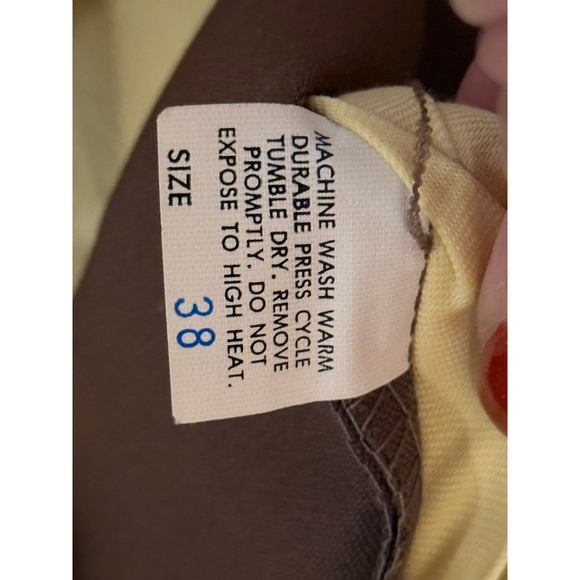 MACHINE WASH WARM
DURABLE PRESS CYCLE
TUMBLE DRY. REMOVE
PROMPTLY. DO NOT
EXPOSE TO HIGH HEAT.
SIZE 38